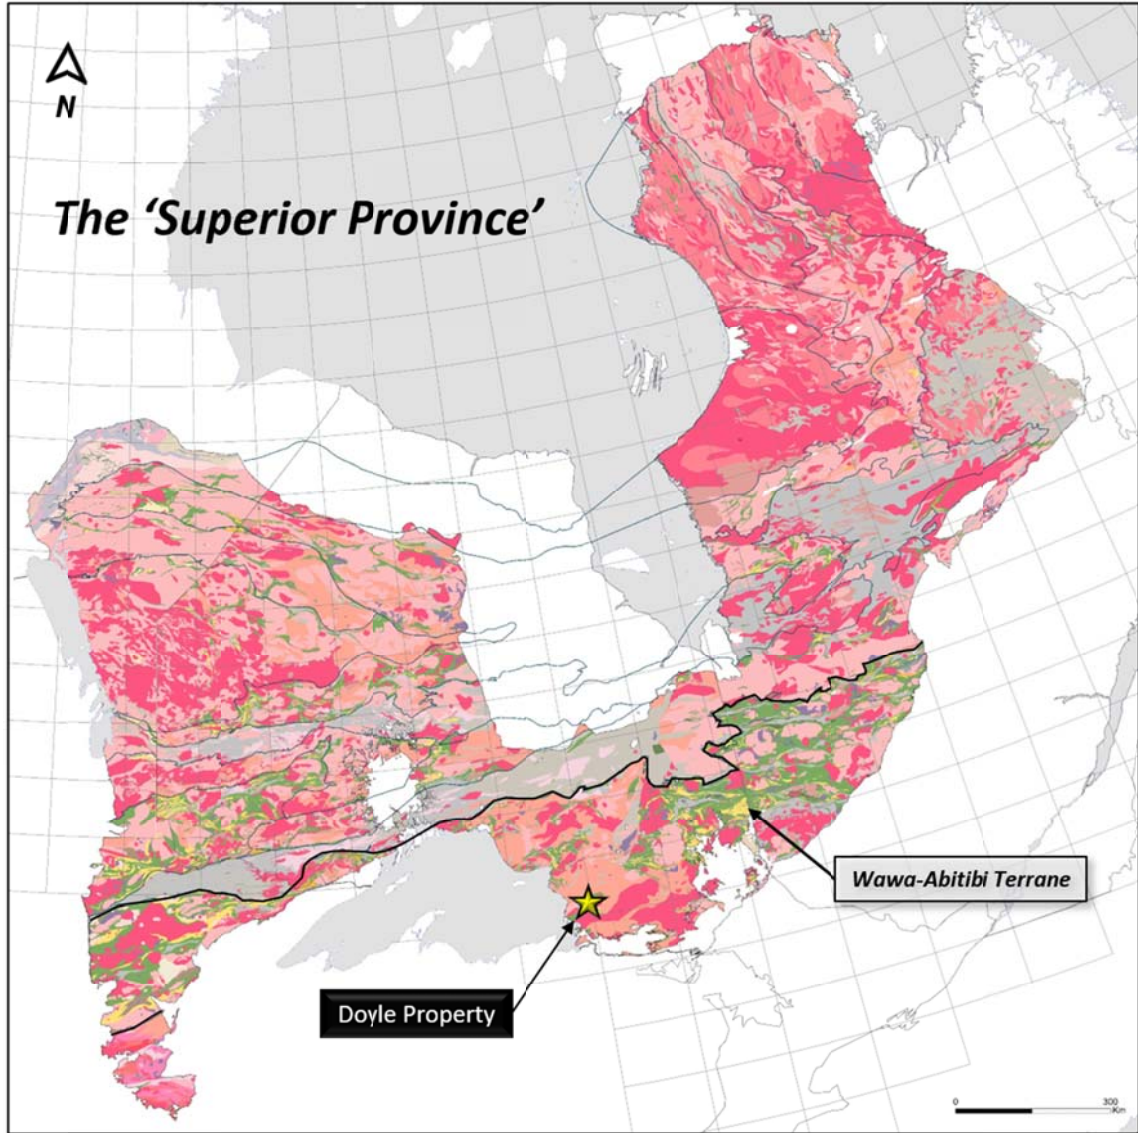 N
The ‘Superior Province’
Wawa-Abitibi Terrane
Doyle Property
0 300
Km